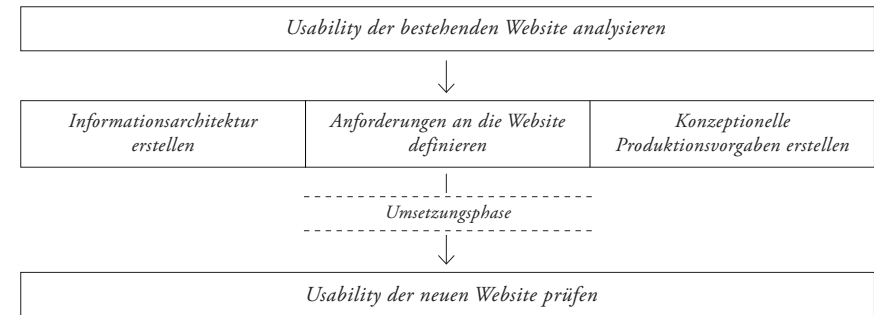 Usability der bestehenden Website analysieren
Informationsarchitektur
erstellen
Anforderungen an die Website
definieren
Konzeptionelle
Produktionsvorgaben erstellen
Umsetzungsphase
Usability der neuen Website prüfen